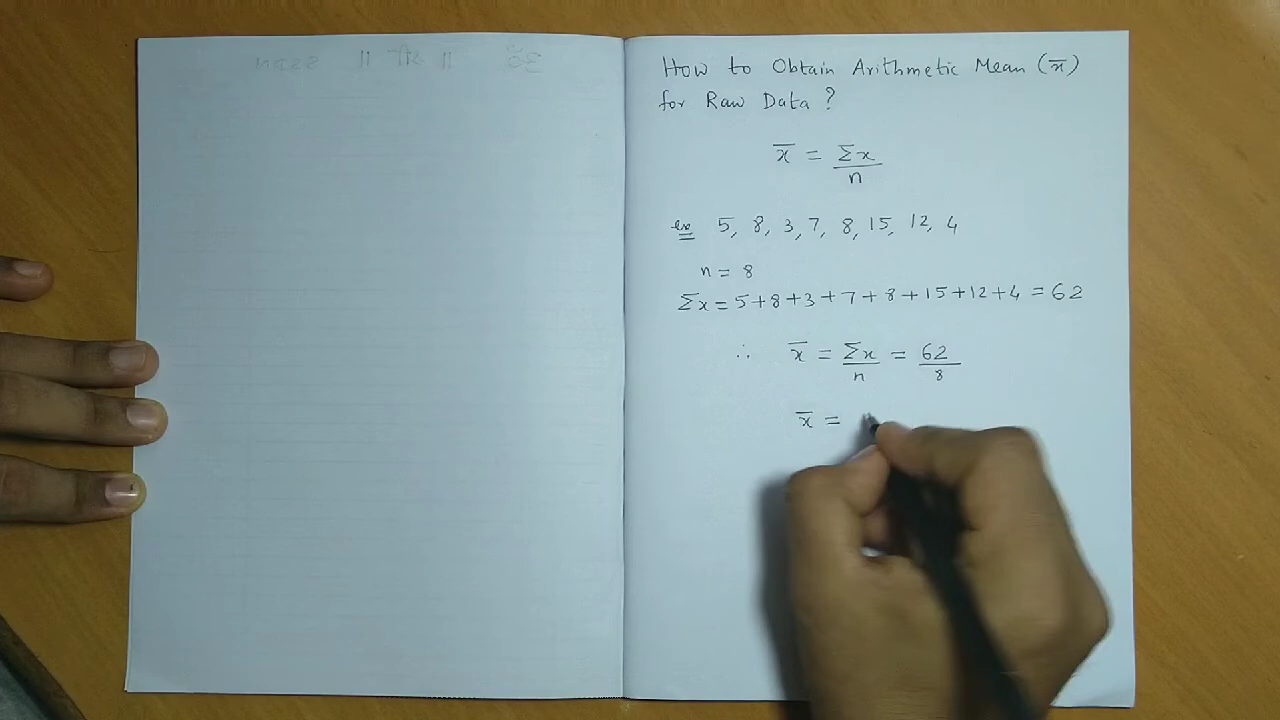 How to Obtain Arithmetic Mean (x̅)
for Raw Data ?
x̅ = Σx/n
ex 5, 8, 3, 7, 8, 15, 12, 4
n = 8
Σx = 5+8+3+7+8+15+12+4 = 62
∴ x̅ = Σx/n = 62/8
x̅ =